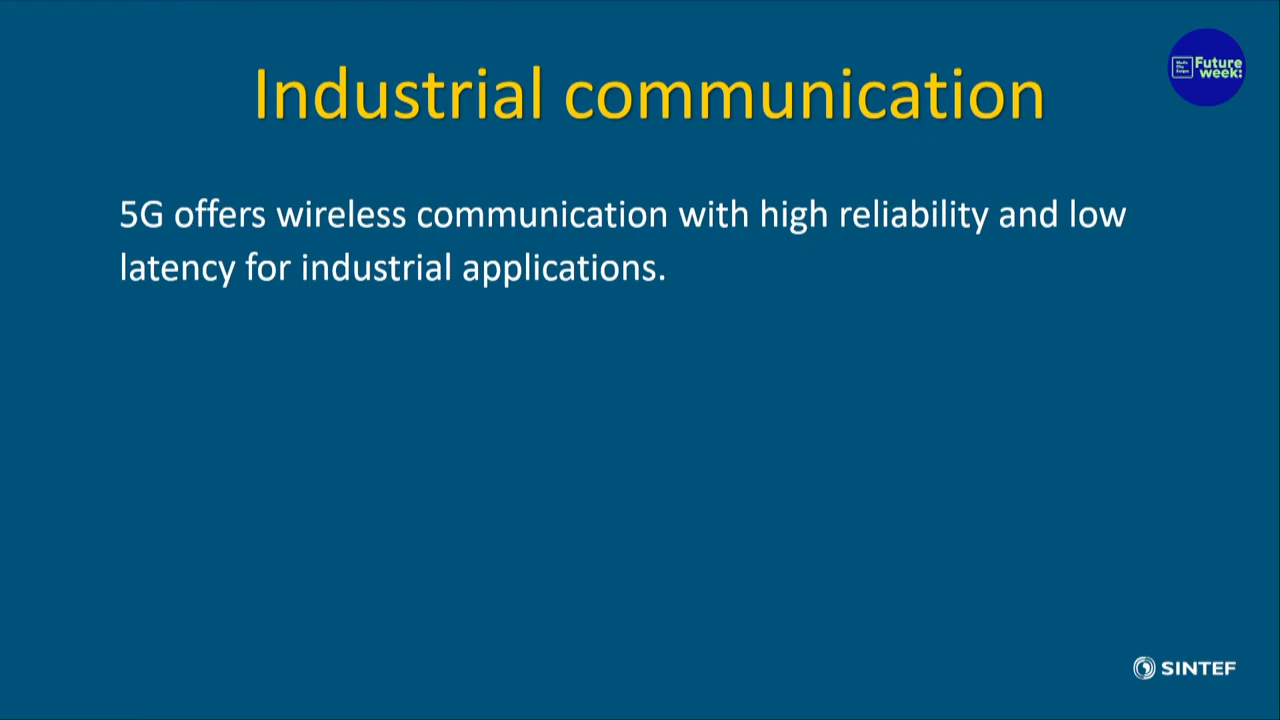 Industrial communication
Future
week:
5G offers wireless communication with high reliability and low
latency for industrial applications.
SINTEF